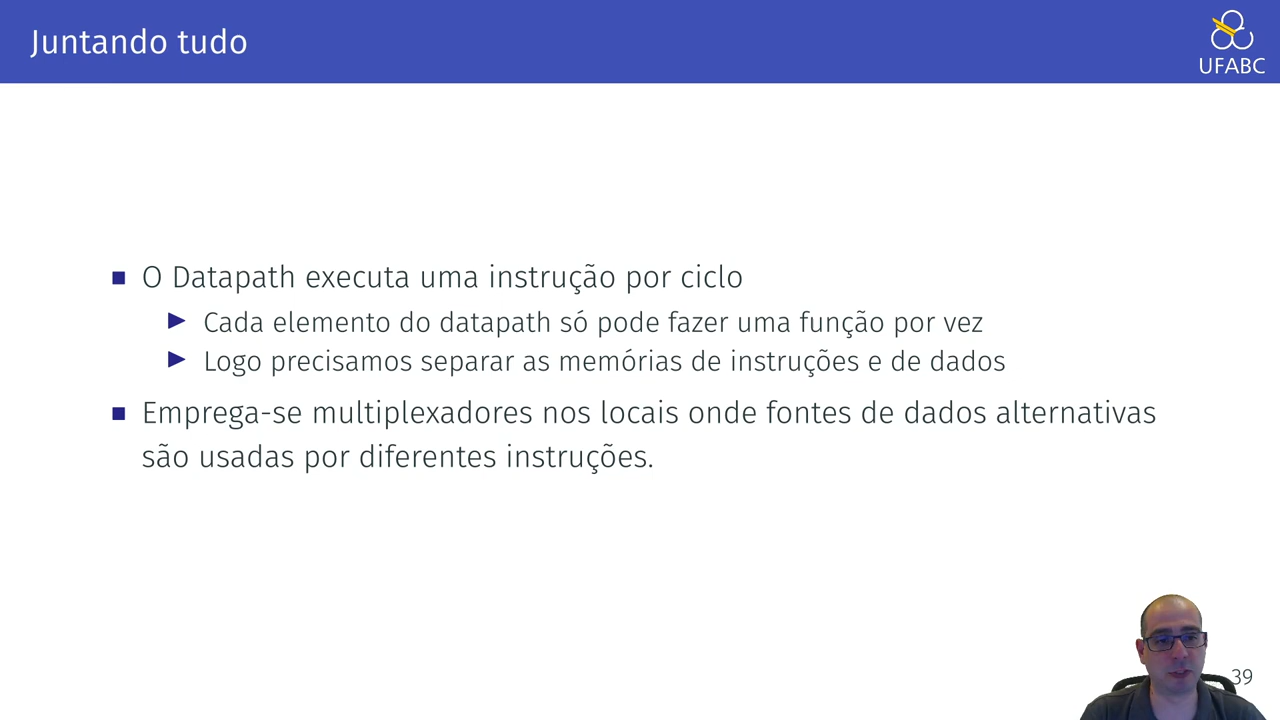 Juntando tudo
UFABC
O Datapath executa uma instrução por ciclo
Cada elemento do datapath só pode fazer uma função por vez
Logo precisamos separar as memórias de instruções e de dados
Emprega-se multiplexadores nos locais onde fontes de dados alternativas
são usadas por diferentes instruções.
39